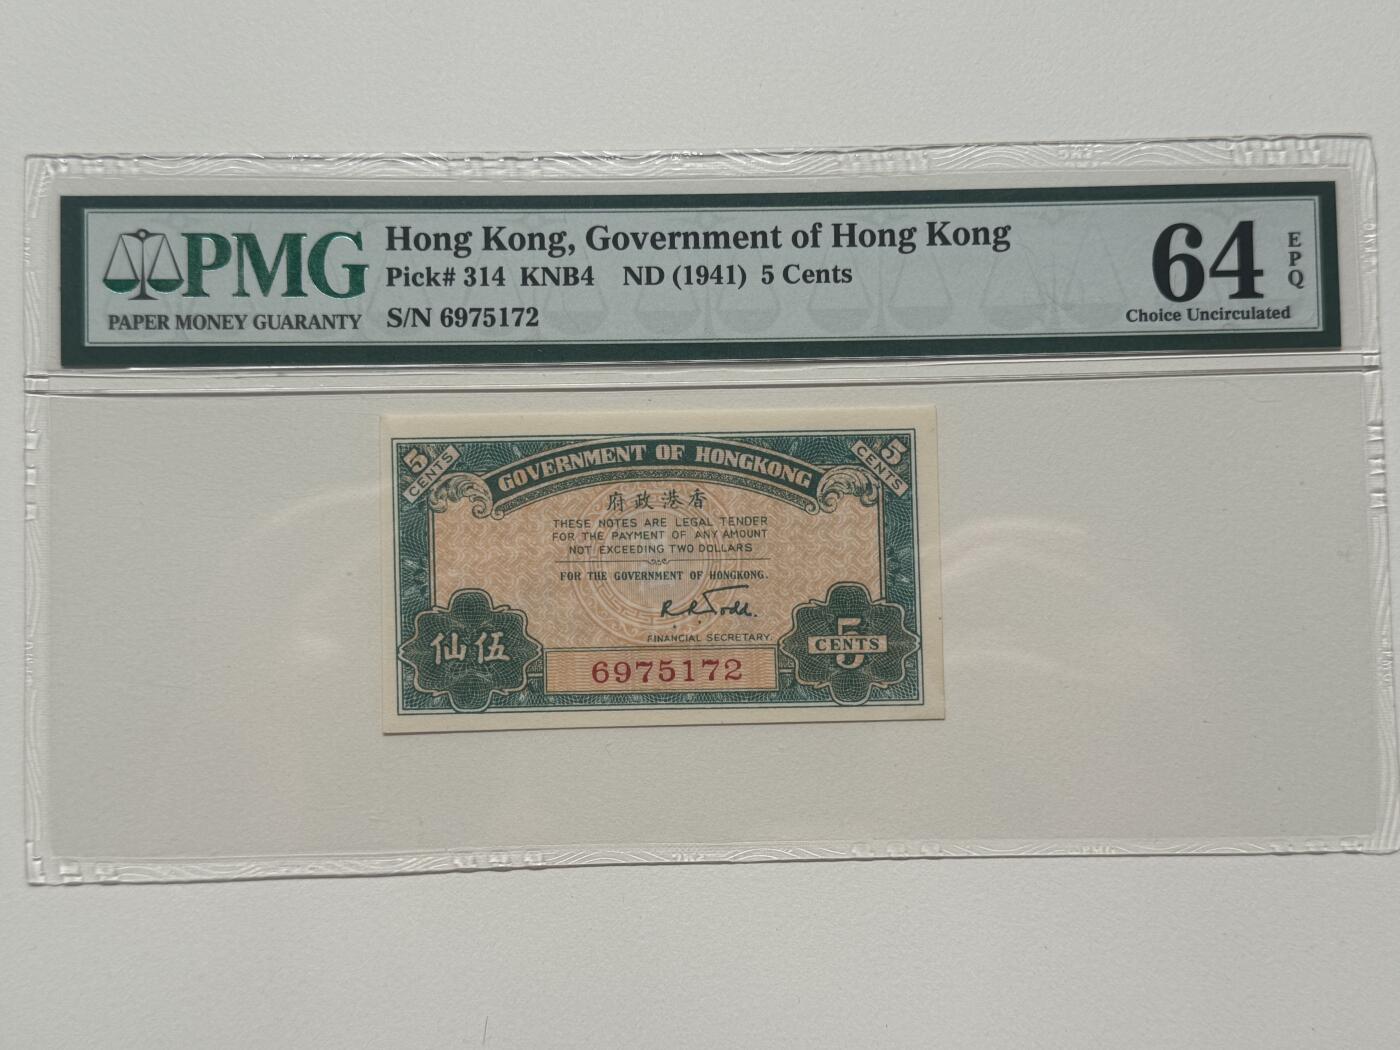 PMG
PAPER MONEY GUARANTY
Hong Kong, Government of Hong Kong
Pick# 314 KNB4 ND (1941) 5 Cents
S/N 6975172
64
EPQ
Choice Uncirculated
5 CENTS
5 CENTS
GOVERNMENT OF HONGKONG
府政港香
THESE NOTES ARE LEGAL TENDER
FOR THE PAYMENT OF ANY AMOUNT
NOT EXCEEDING TWO DOLLARS
FOR THE GOVERNMENT OF HONGKONG.
R R Todd.
FINANCIAL SECRETARY.
仙伍
6975172
5
CENTS